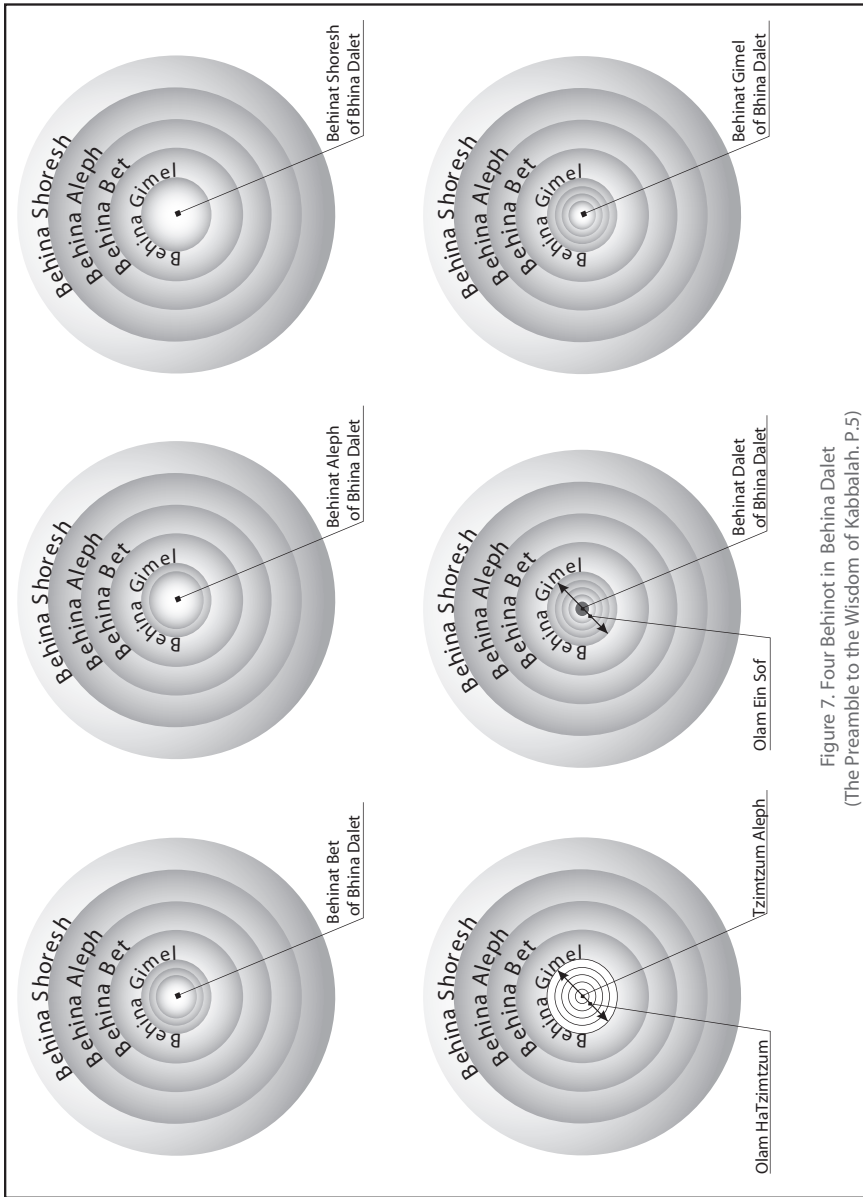 Behina Shoresh
Behina Aleph
Behina Bet
Behina Gimel
Behinat Bet
of Bhina Dalet
Behina Shoresh
Behina Aleph
Behina Bet
Behina Gimel
Behinat Aleph
of Bhina Dalet
Behina Shoresh
Behina Aleph
Behina Bet
Behina Gimel
Behinat Shoresh
of Bhina Dalet
Behina Shoresh
Behina Aleph
Behina Bet
Behina Gimel
Olam HaTzimtzum
Tzimtzum Aleph
Behina Shoresh
Behina Aleph
Behina Bet
Behina Gimel
Olam Ein Sof
Behinat Dalet
of Bhina Dalet
Behina Shoresh
Behina Aleph
Behina Bet
Behina Gimel
Behinat Gimel
of Bhina Dalet
Figure 7. Four Behinot in Behina Dalet
(The Preamble to the Wisdom of Kabbalah. P.5)